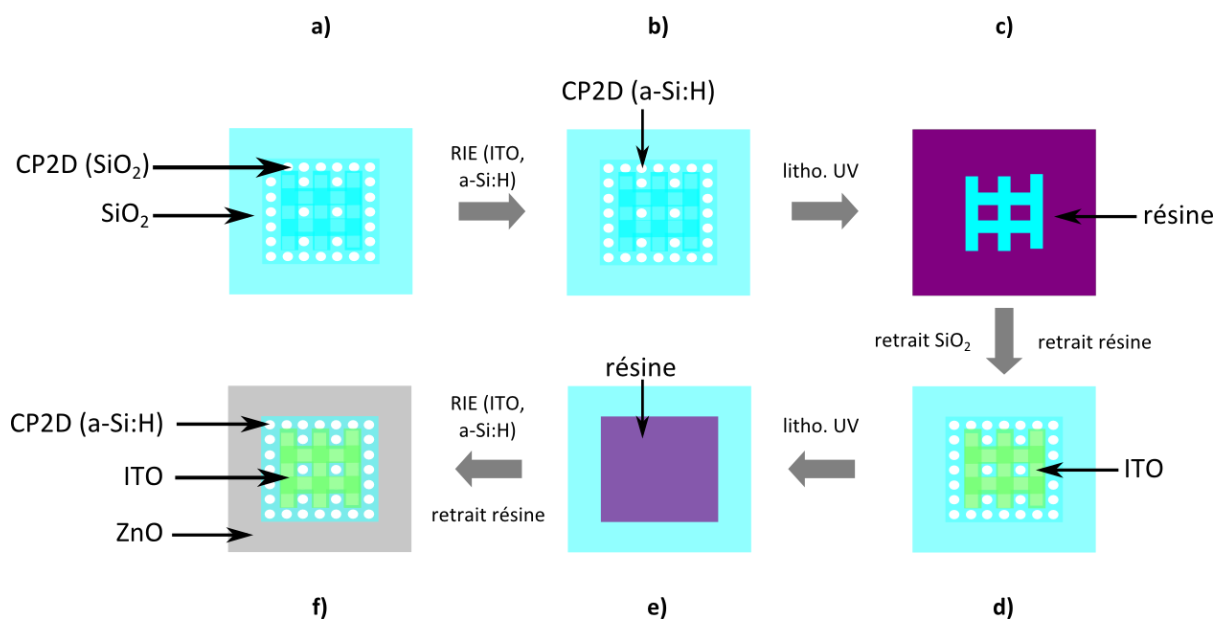 a)
b)
c)
CP2D (a-Si:H)
CP2D (SiO₂)
SiO₂
RIE (ITO,
a-Si:H)
litho. UV
résine
retrait SiO₂
retrait résine
résine
CP2D (a-Si:H)
ITO
ZnO
RIE (ITO,
a-Si:H)
retrait résine
litho. UV
ITO
f)
e)
d)